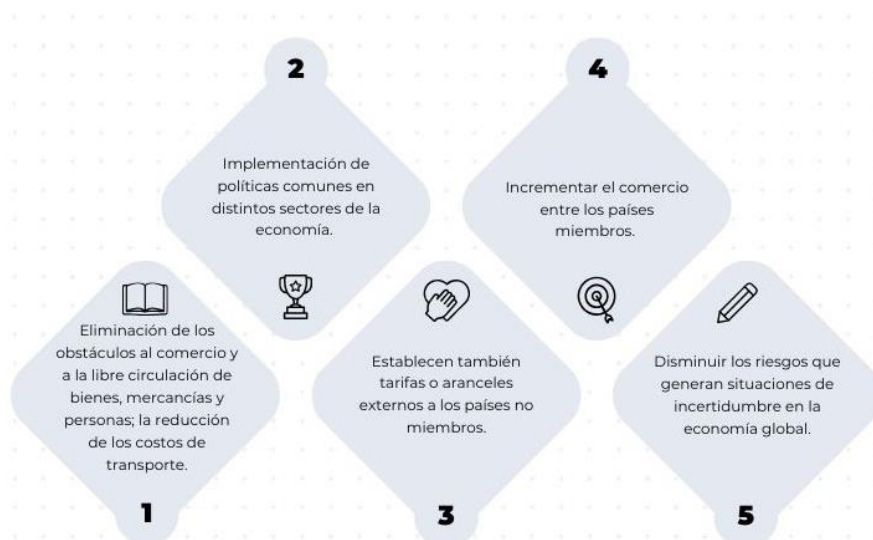 1
Eliminación de los
obstáculos al comercio y
a la libre circulación de
bienes, mercancías y
personas; la reducción
de los costos de
transporte.
2
Implementación de
políticas comunes en
distintos sectores de la
economía.
3
Establecen también
tarifas o aranceles
externos a los países no
miembros.
4
Incrementar el comercio
entre los países
miembros.
5
Disminuir los riesgos que
generan situaciones de
incertidumbre en la
economía global.